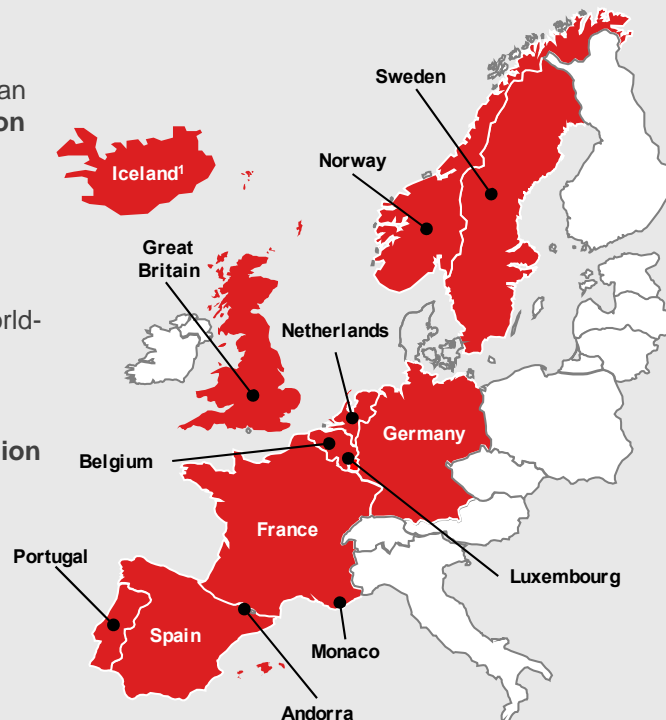 an
on
orld-
ion
Sweden
Iceland¹
Norway
Great
Britain
Netherlands
Germany
Belgium
France
Luxembourg
Portugal
Spain
Monaco
Andorra